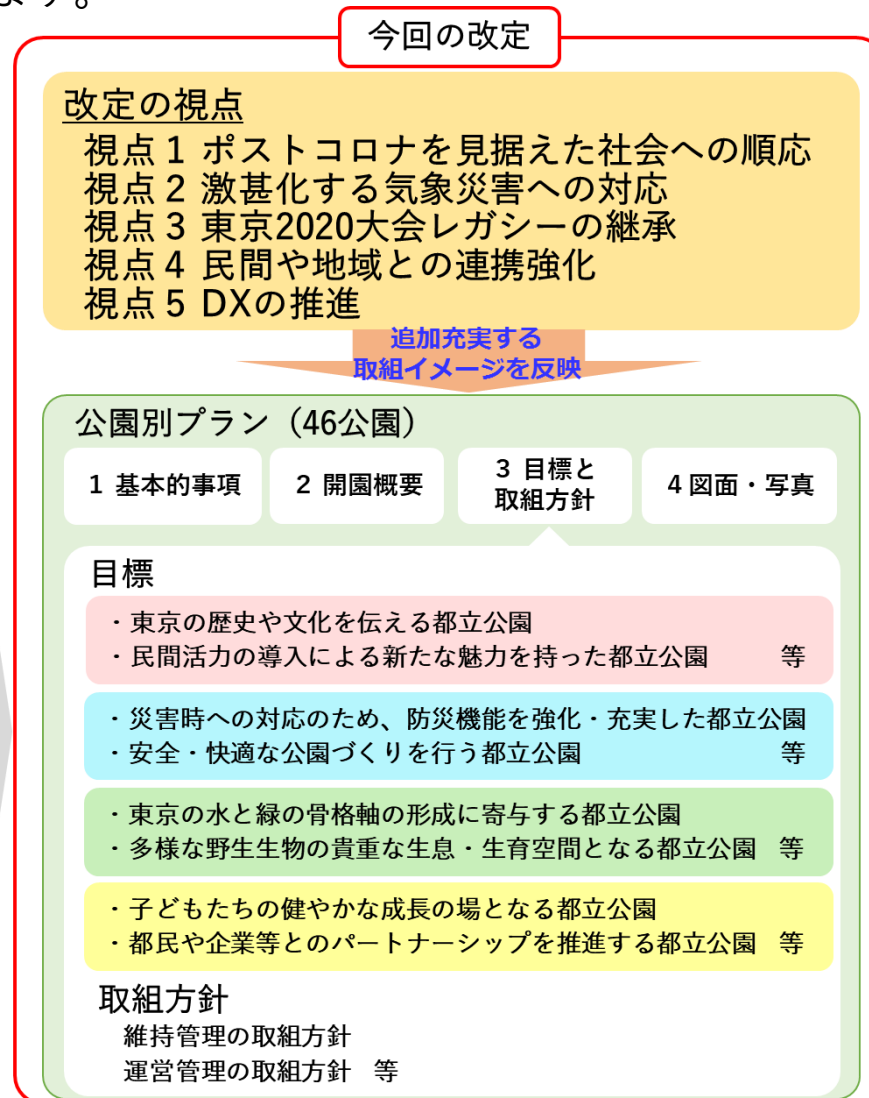 ます。
今回の改定
改定の視点
視点1 ポストコロナを見据えた社会への順応
視点2 激甚化する気象災害への対応
視点3 東京2020大会レガシーの継承
視点4 民間や地域との連携強化
視点5 DXの推進
追加充実する
取組イメージを反映
公園別プラン（46公園）
1 基本的事項
2 開園概要
3 目標と
取組方針
4 図面・写真
目標
・東京の歴史や文化を伝える都立公園
・民間活力の導入による新たな魅力を持った都立公園 等
・災害時への対応のため、防災機能を強化・充実した都立公園
・安全・快適な公園づくりを行う都立公園 等
・東京の水と緑の骨格軸の形成に寄与する都立公園
・多様な野生生物の貴重な生息・生育空間となる都立公園 等
・子どもたちの健やかな成長の場となる都立公園
・都民や企業等とのパートナーシップを推進する都立公園 等
取組方針
維持管理の取組方針
運営管理の取組方針 等